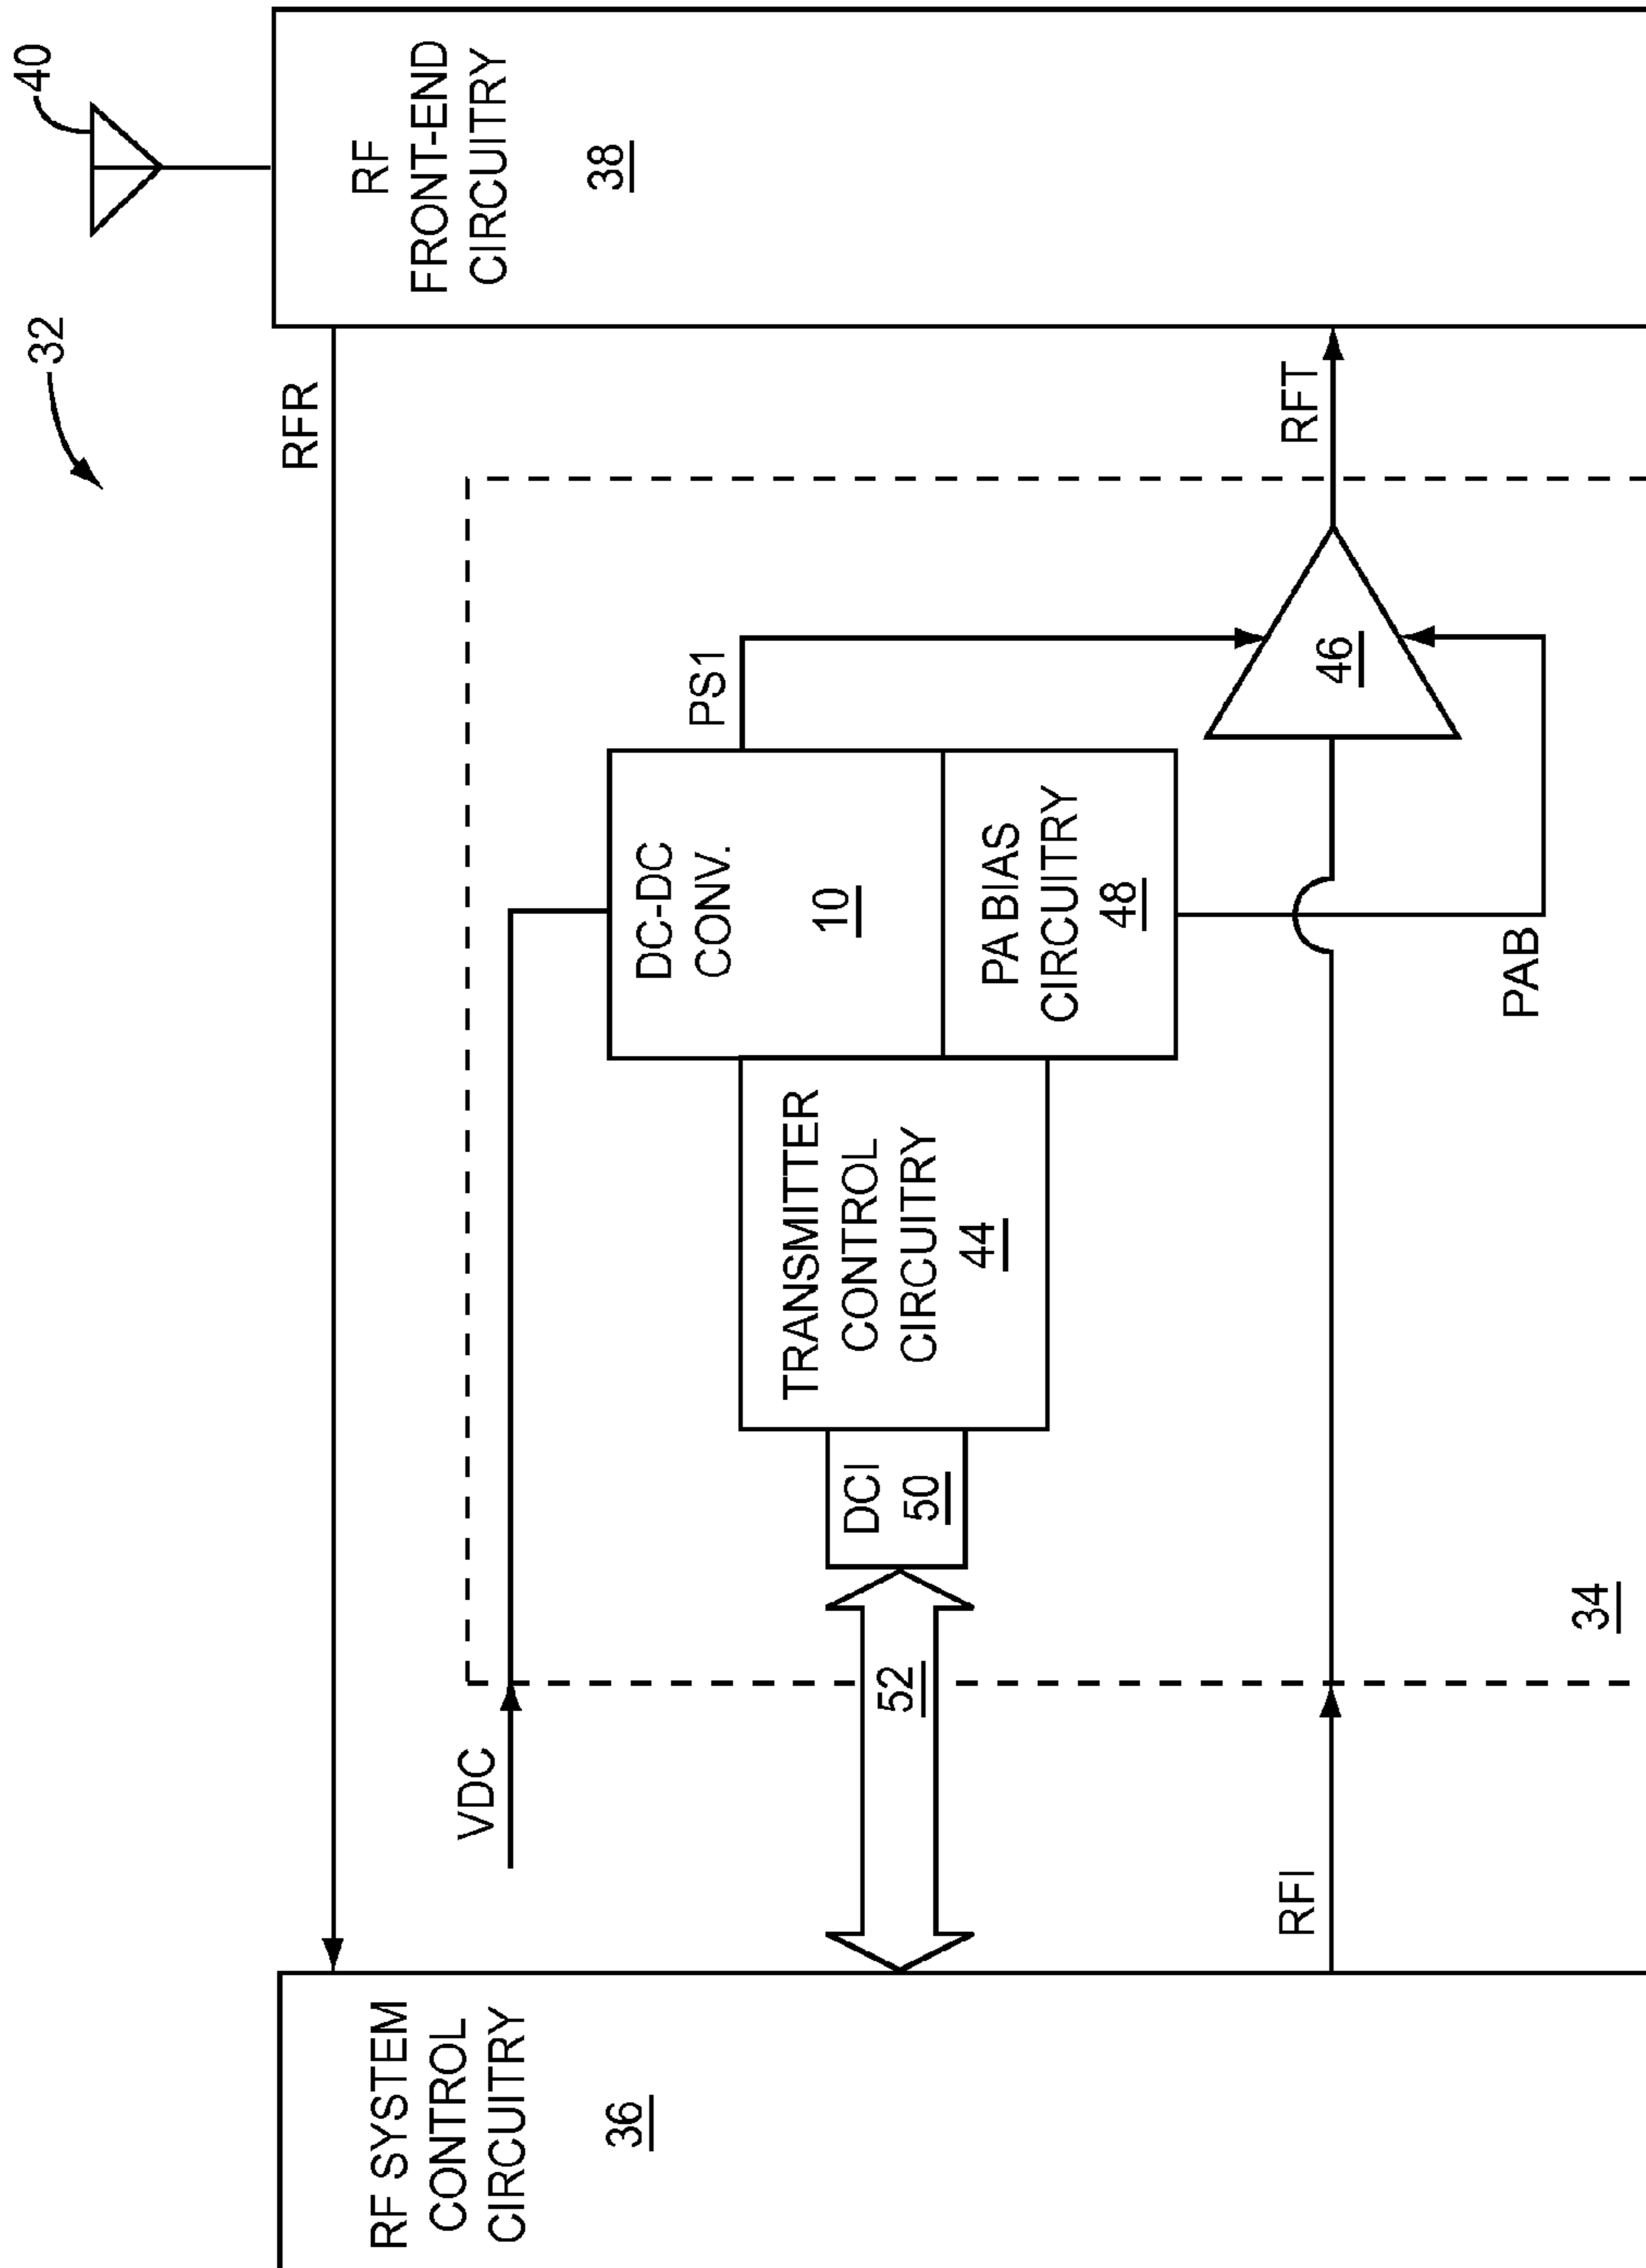 32
40
RFR
RF
FRONT-END
CIRCUITRY
38
RF SYSTEM
CONTROL
CIRCUITRY
36
VDC
DC-DC
CONV.
10
PS1
TRANSMITTER
CONTROL
CIRCUITRY
44
DCI
50
52
PA BIAS
CIRCUITRY
48
RFI
46
RFT
PAB
34